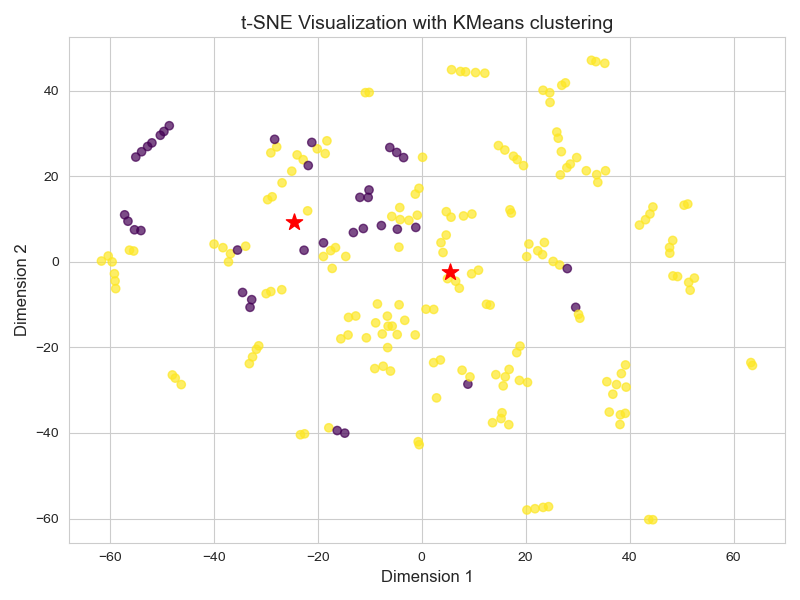 t-SNE Visualization with KMeans clustering
40
20
0
−20
−40
−60
Dimension 2
−60 −40 −20 0 20 40 60
Dimension 1